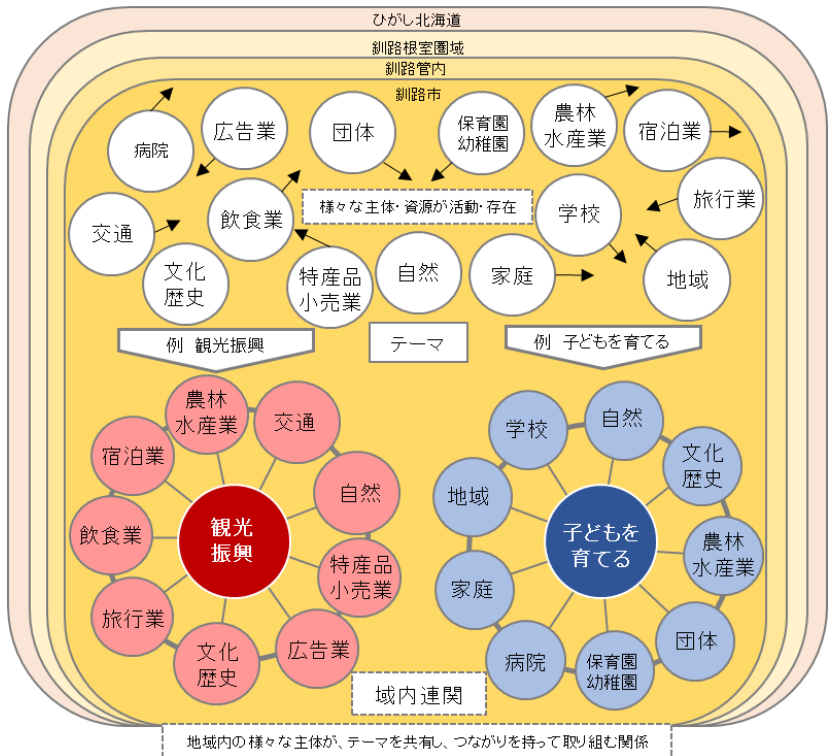 ひがし北海道
釧路根室圏域
釧路管内
釧路市
病院
広告業
団体
保育園
幼稚園
農林
水産業
宿泊業
交通
飲食業
様々な主体・資源が活動・存在
学校
旅行業
文化
歴史
特産品
小売業
自然
家庭
地域
例 観光振興
テーマ
例 子どもを育てる
農林
水産業
交通
宿泊業
自然
飲食業
観光
振興
特産品
小売業
旅行業
文化
歴史
広告業
学校
自然
文化
歴史
地域
子どもを
育てる
農林
水産業
家庭
団体
病院
保育園
幼稚園
域内連関
地域内の様々な主体が、テーマを共有し、つながりを持って取り組む関係